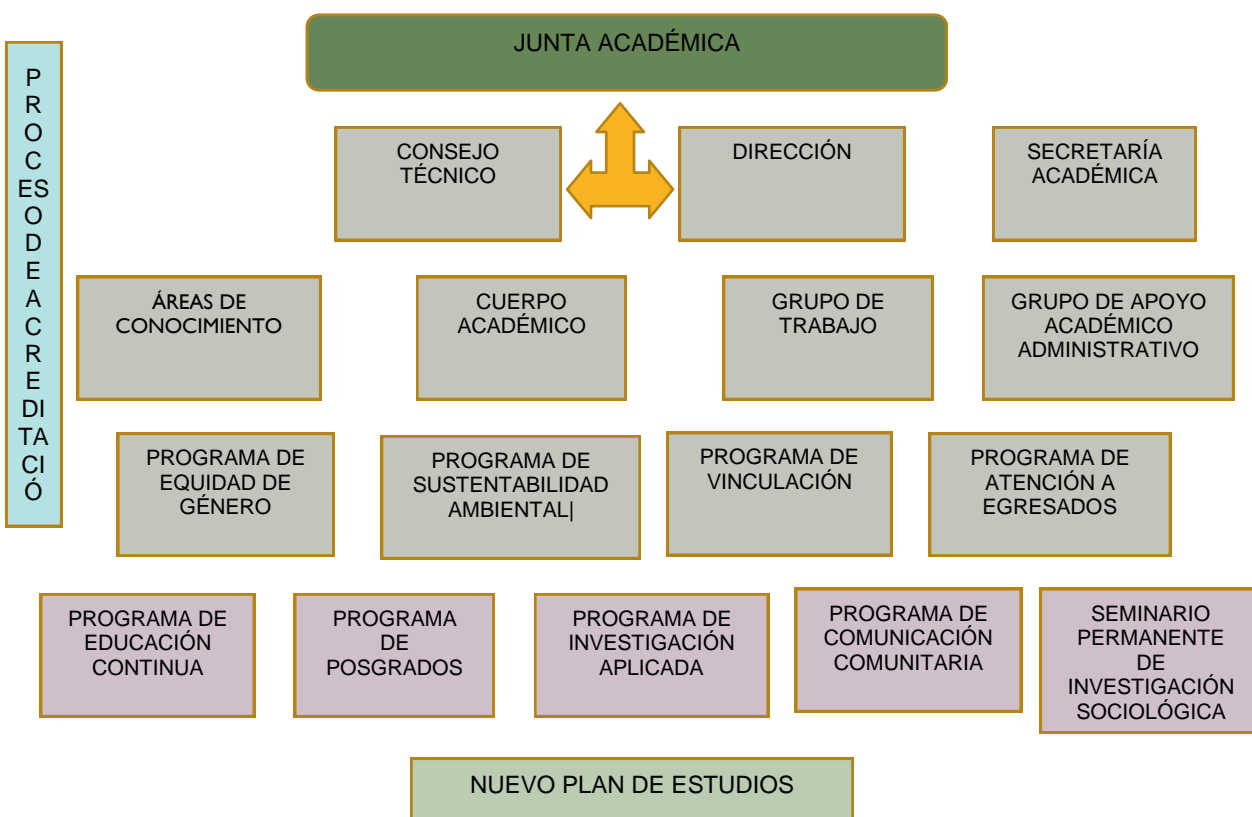 JUNTA ACADÉMICA
P
R
O
C
ES
O
D
E
A
C
R
E
DI
TA
CI
Ó
CONSEJO
TÉCNICO
DIRECCIÓN
SECRETARÍA
ACADÉMICA
ÁREAS DE
CONOCIMIENTO
CUERPO
ACADÉMICO
GRUPO DE
TRABAJO
GRUPO DE APOYO
ACADÉMICO
ADMINISTRATIVO
PROGRAMA DE
EQUIDAD DE
GÉNERO
PROGRAMA DE
SUSTENTABILIDAD
AMBIENTAL|
PROGRAMA DE
VINCULACIÓN
PROGRAMA DE
ATENCIÓN A
EGRESADOS
PROGRAMA DE
EDUCACIÓN
CONTINUA
PROGRAMA
DE
POSGRADOS
PROGRAMA DE
INVESTIGACIÓN
APLICADA
PROGRAMA DE
COMUNICACIÓN
COMUNITARIA
SEMINARIO
PERMANENTE
DE
INVESTIGACIÓN
SOCIOLÓGICA
NUEVO PLAN DE ESTUDIOS